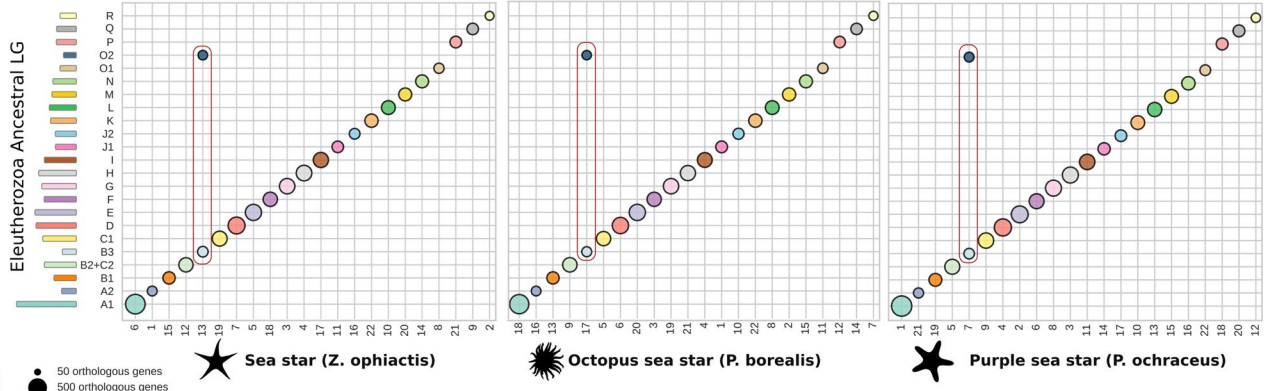 Eleutherozoa Ancestral LG
R
Q
P
O2
O1
N
M
L
K
J2
J1
I
H
G
F
E
D
C1
B3
B2+C2
B1
A2
A1
6 1 15 12 13 19 7 5 18 3 4 17 11 16 22 10 20 14 8 21 9 2
18 16 13 9 17 5 6 20 3 19 21 4 1 10 22 8 2 15 11 12 14 7
1 21 19 5 7 9 4 2 6 8 3 11 14 17 10 13 15 16 22 18 20 12
Sea star (Z. ophiactis)
Octopus sea star (P. borealis)
Purple sea star (P. ochraceus)
50 orthologous genes
500 orthologous genes